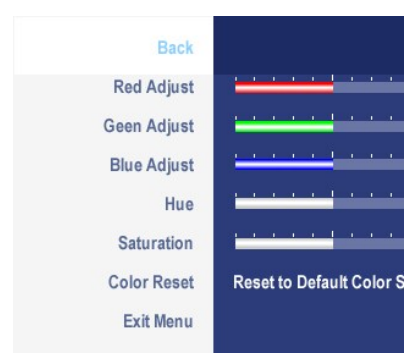 Back
Red Adjust
Geen Adjust
Blue Adjust
Hue
Saturation
Color Reset Reset to Default Color S
Exit Menu